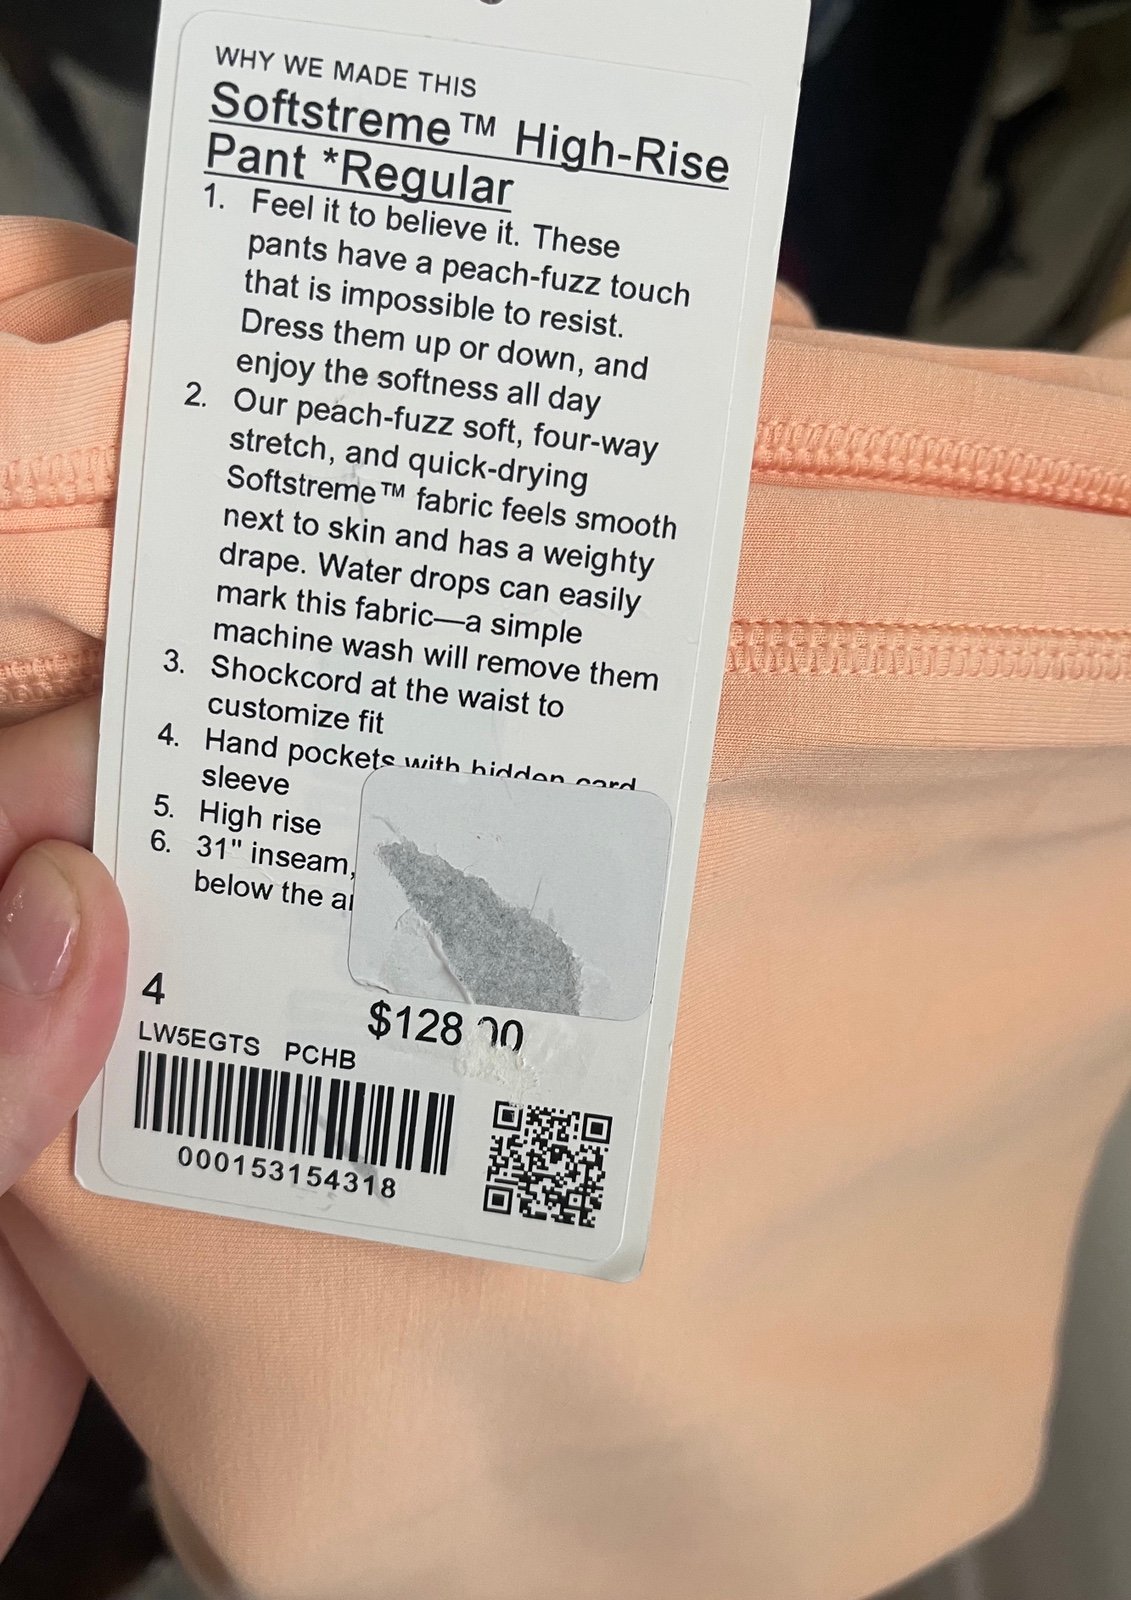 WHY WE MADE THIS
Softstreme™ High-Rise
Pant *Regular
1. Feel it to believe it. These
pants have a peach-fuzz touch
that is impossible to resist.
Dress them up or down, and
enjoy the softness all day
2. Our peach-fuzz soft, four-way
stretch, and quick-drying
Softstreme™ fabric feels smooth
next to skin and has a weighty
drape. Water drops can easily
mark this fabric—a simple
machine wash will remove them
3. Shockcord at the waist to
customize fit
4. Hand pockets with hidden card
sleeve
5. High rise
6. 31" inseam,
below the
4
$128.00
LW5EGTS PCHB
000153154318